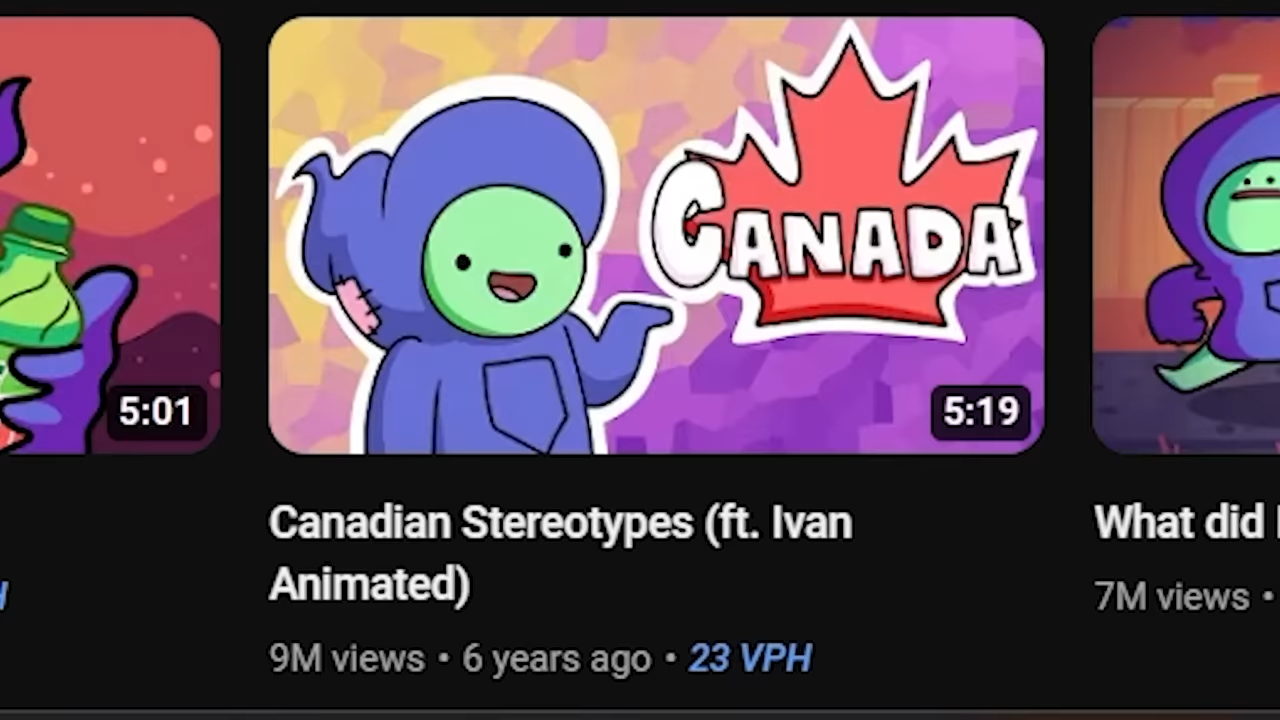 CANADA
5:01
5:19
Canadian Stereotypes (ft. Ivan
Animated)
9M views • 6 years ago • 23 VPH
What did
7M views •